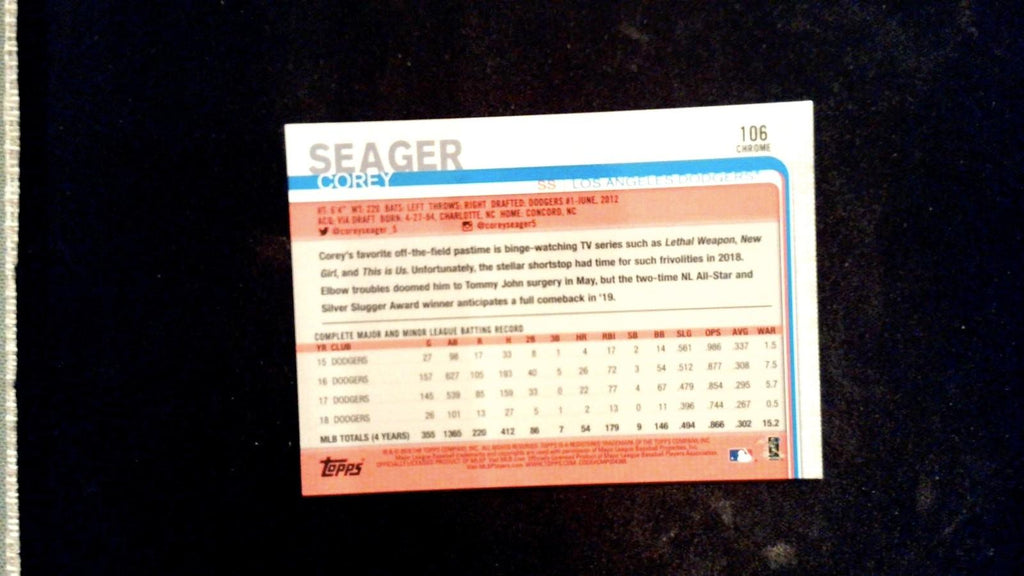 SEAGER
COREY
106
CHROME
SS LOS ANGELES DODGERS
HT: 6'4" WT: 220 BATS: LEFT THROWS: RIGHT DRAFTED: DODGERS #1-JUNE, 2012
ACQ: VIA DRAFT BORN: 4-27-94, CHARLOTTE, NC HOME: CONCORD, NC
@coreyseager_5 @coreyseager5
Corey's favorite off-the-field pastime is binge-watching TV series such as Lethal Weapon, New
Girl, and This is Us. Unfortunately, the stellar shortstop had time for such frivolities in 2018.
Elbow troubles doomed him to Tommy John surgery in May, but the two-time NL All-Star and
Silver Slugger Award winner anticipates a full comeback in '19.
COMPLETE MAJOR AND MINOR LEAGUE BATTING RECORD
YR CLUB G AB R H 2B 3B HR RBI SB BB SLG OPS AVG WAR
15 DODGERS 27 98 17 33 8 1 4 17 2 14 .561 .986 .337 1.5
16 DODGERS 157 627 105 193 40 5 26 72 3 54 .512 .877 .308 7.5
17 DODGERS 145 539 85 159 33 0 22 77 4 67 .479 .854 .295 5.7
18 DODGERS 26 101 13 27 5 1 2 13 0 11 .396 .744 .267 0.5
MLB TOTALS (4 YEARS) 355 1365 220 412 86 7 54 179 9 146 .494 .866 .302 15.2
Topps